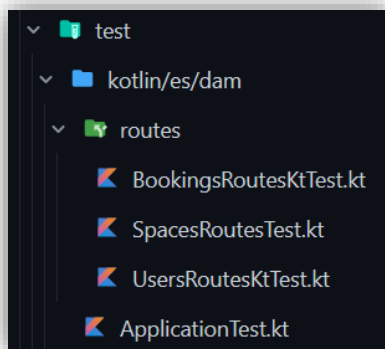 test
kotlin/es/dam
routes
BookingsRoutesKtTest.kt
SpacesRoutesTest.kt
UsersRoutesKtTest.kt
ApplicationTest.kt